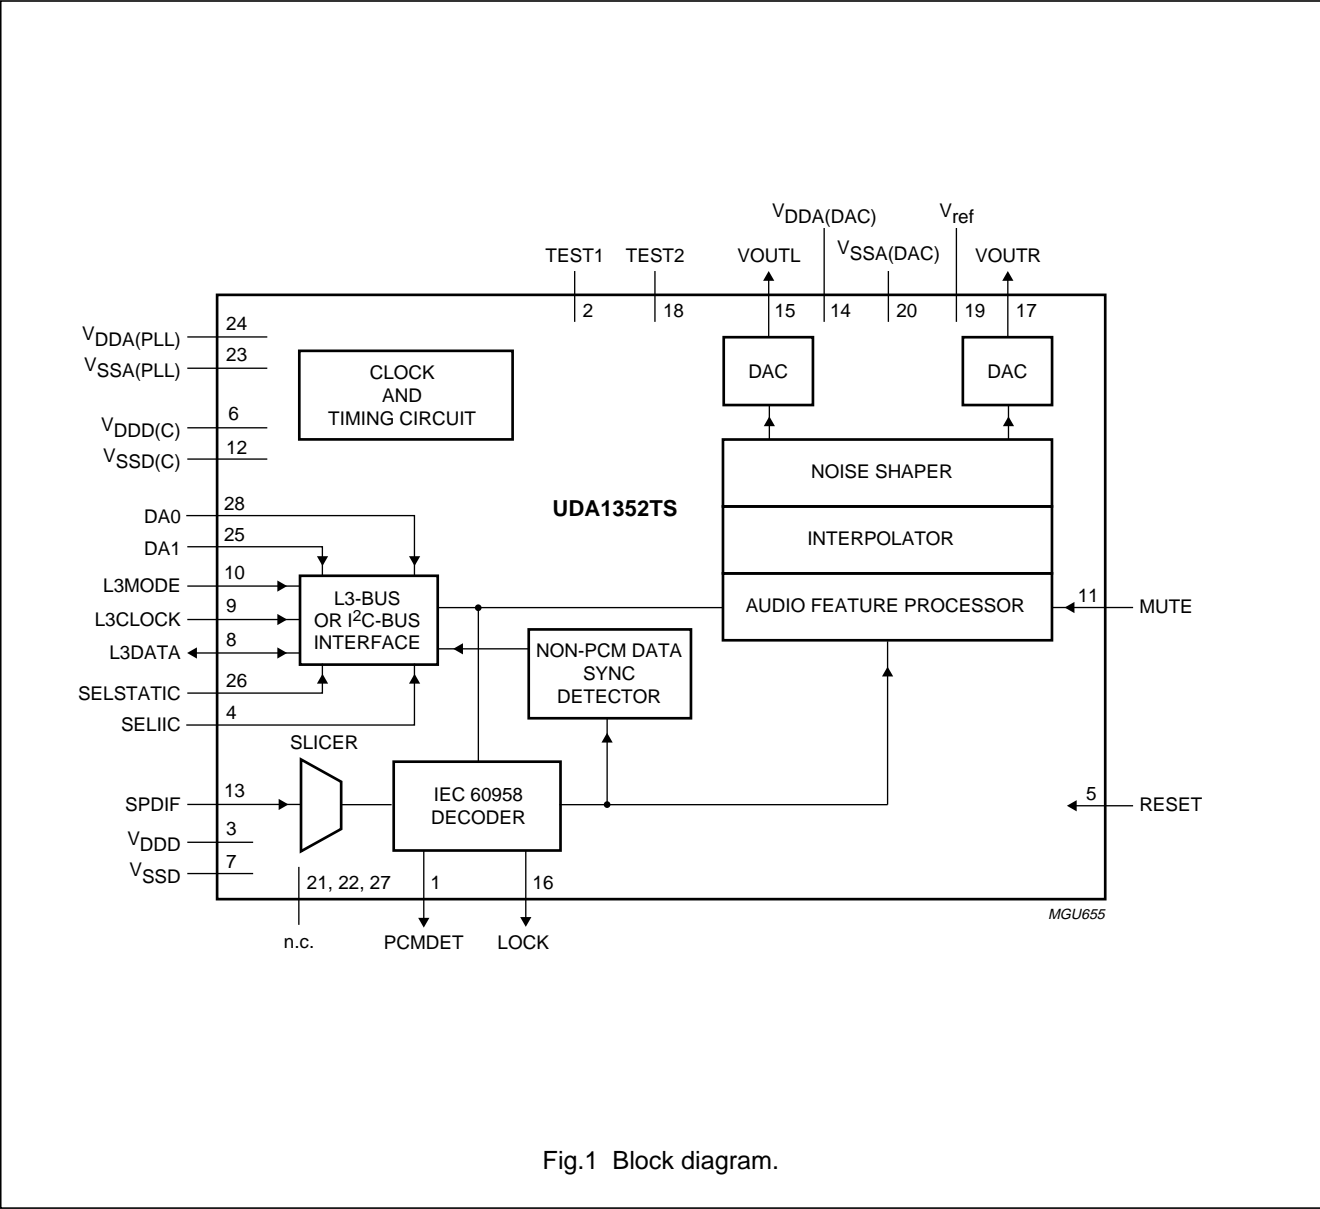 VDDA(DAC)
Vref
TEST1
TEST2
VOUTL
VSSA(DAC)
VOUTR
2
18
15
14
20
19
17
VDDA(PLL)
24
VSSA(PLL)
23
CLOCK
AND
TIMING CIRCUIT
DAC
DAC
VDDD(C)
6
VSSD(C)
12
NOISE SHAPER
UDA1352TS
INTERPOLATOR
DA0
28
DA1
25
L3MODE
10
L3CLOCK
9
L3DATA
8
SELSTATIC
26
SELIIC
4
L3-BUS
OR I²C-BUS
INTERFACE
AUDIO FEATURE PROCESSOR
11
MUTE
NON-PCM DATA
SYNC
DETECTOR
SLICER
SPDIF
13
IEC 60958
DECODER
5
RESET
VDDD
3
VSSD
7
21, 22, 27
1
16
MGU655
n.c.
PCMDET
LOCK
Fig.1 Block diagram.